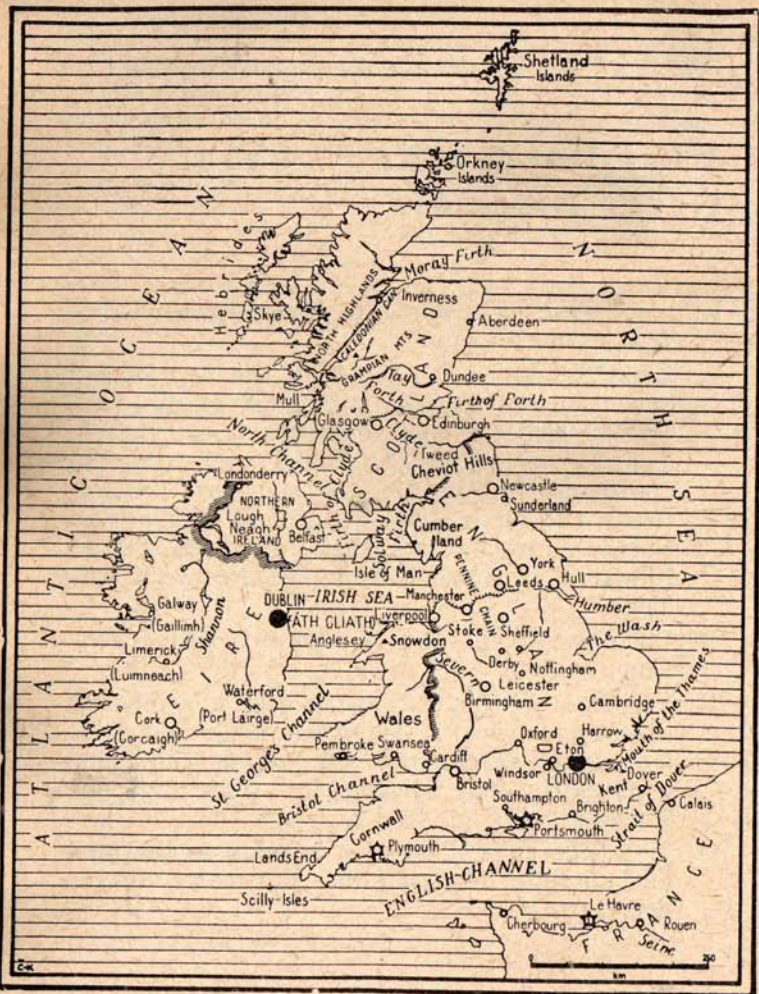 Shetland
Islands
Orkney
Islands
ATLANTIC OCEAN
NORTH SEA
Hebrides
Skye
NORTH HIGHLANDS
CALEDONIAN CAN.
Moray Firth
Inverness
GRAMPIAN MTS
Aberdeen
SCOTLAND
Tay
Dundee
Mull
Forth
Firth of Forth
Glasgow
Clyde
Edinburgh
North Channel
Firth of Clyde
Tweed
Cheviot Hills
Londonderry
NORTHERN
IRELAND
Lough
Neagh
Belfast
Solway
Firth
Newcastle
Sunderland
ENGLAND
Cumber
land
Isle of Man
PENNINE CHAIN
York
Leeds
Hull
Humber
Galway
(Gaillimh)
Shannon
EIRE
DUBLIN
ÁTH CLIATH
IRISH SEA
Manchester
Liverpool
Anglesey
Snowdon
Stoke
Sheffield
The Wash
Limerick
(Luimneach)
Derby
Nottingham
Severn
Leicester
Birmingham
Cambridge
Waterford
(Port Lairge)
Cork
(Corcaigh)
St. Georges Channel
Wales
Oxford
Harrow
Mouth of the Thames
Eton
Pembroke
Swansea
Cardiff
Windsor
LONDON
Kent
Dover
Bristol Channel
Bristol
Southampton
Brighton
Strait of Dover
Calais
Cornwall
Portsmouth
Lands End
Plymouth
ENGLISH CHANNEL
Scilly-Isles
Cherbourg
Le Havre
Rouen
FRANCE
Seine
C-K
250
km